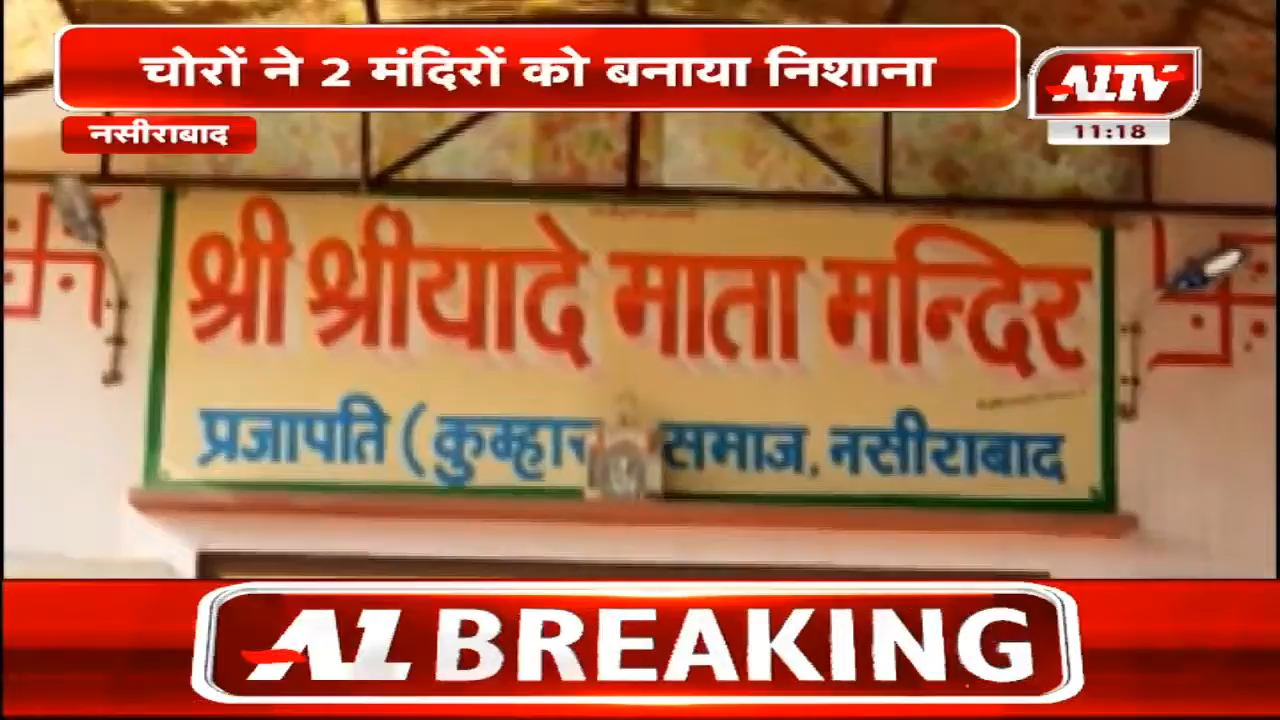 चोरों ने 2 मंदिरों को बनाया निशाना
ALTV
11:18
नसीराबाद
श्री श्रीयादे माता मन्दिर
प्रजापति (कुम्हार समाज, नसीराबाद
AL BREAKING